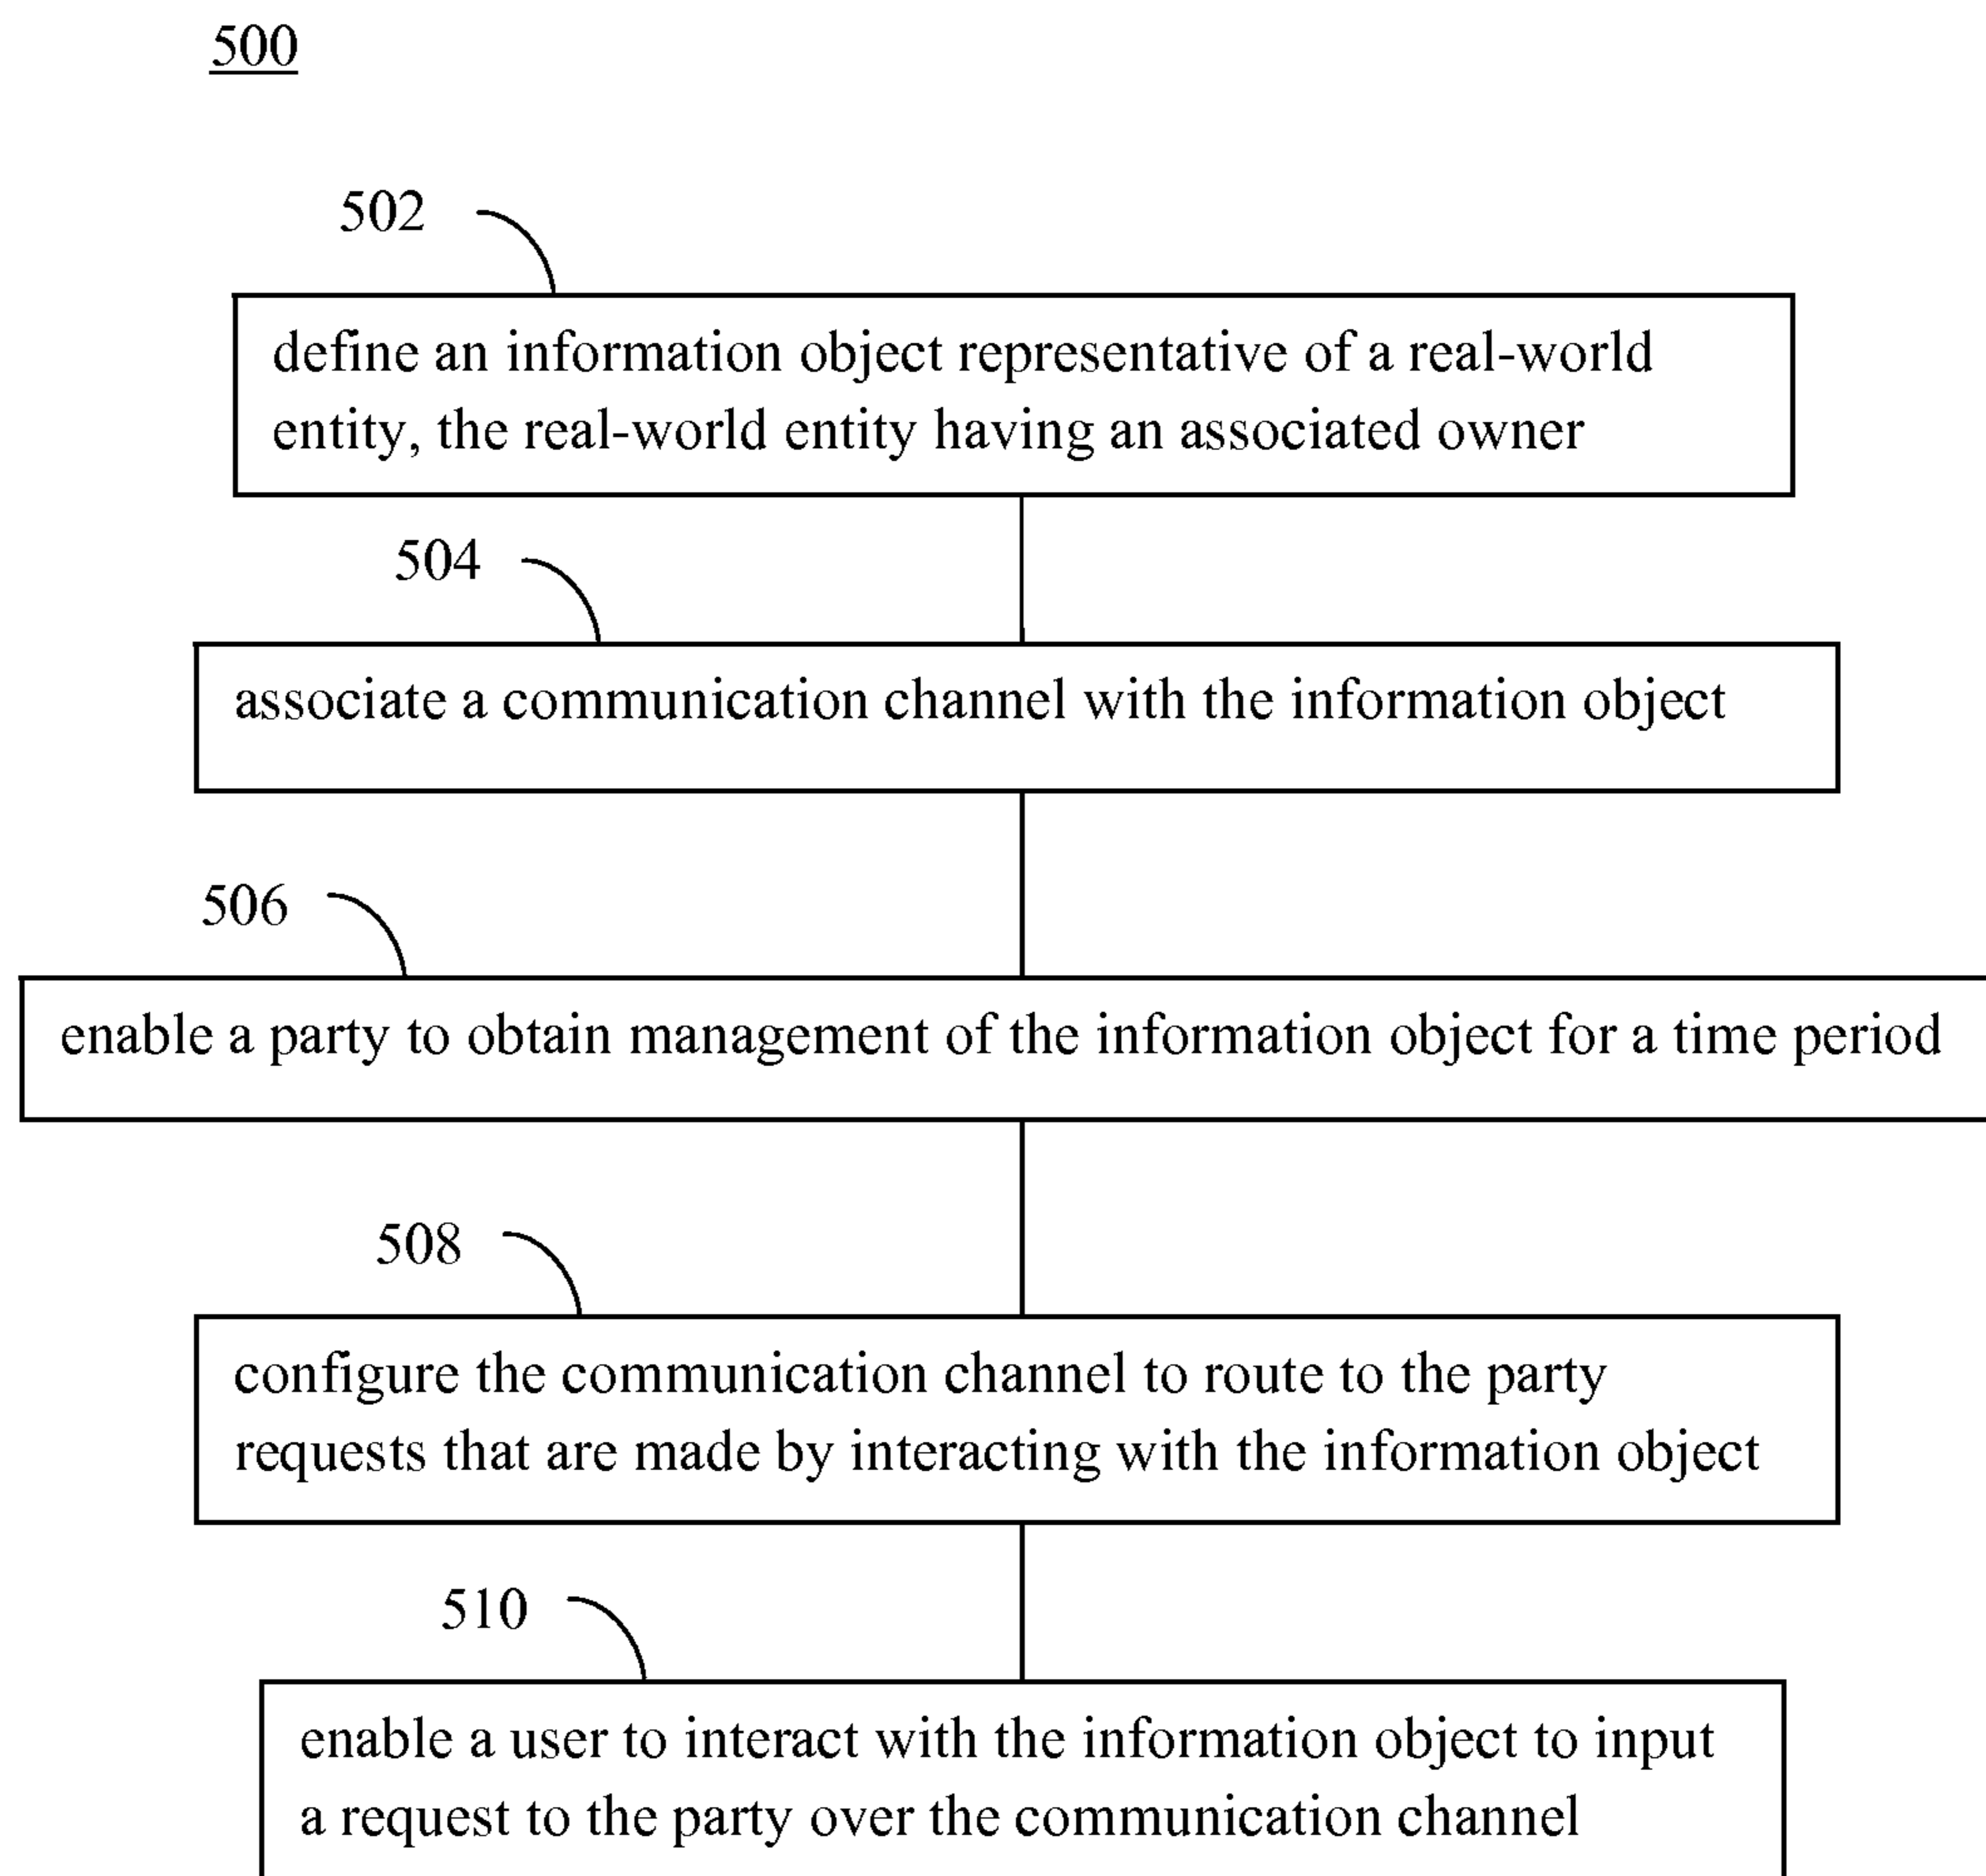 500
502
define an information object representative of a real-world
entity, the real-world entity having an associated owner
504
associate a communication channel with the information object
506
enable a party to obtain management of the information object for a time period
508
configure the communication channel to route to the party
requests that are made by interacting with the information object
510
enable a user to interact with the information object to input
a request to the party over the communication channel